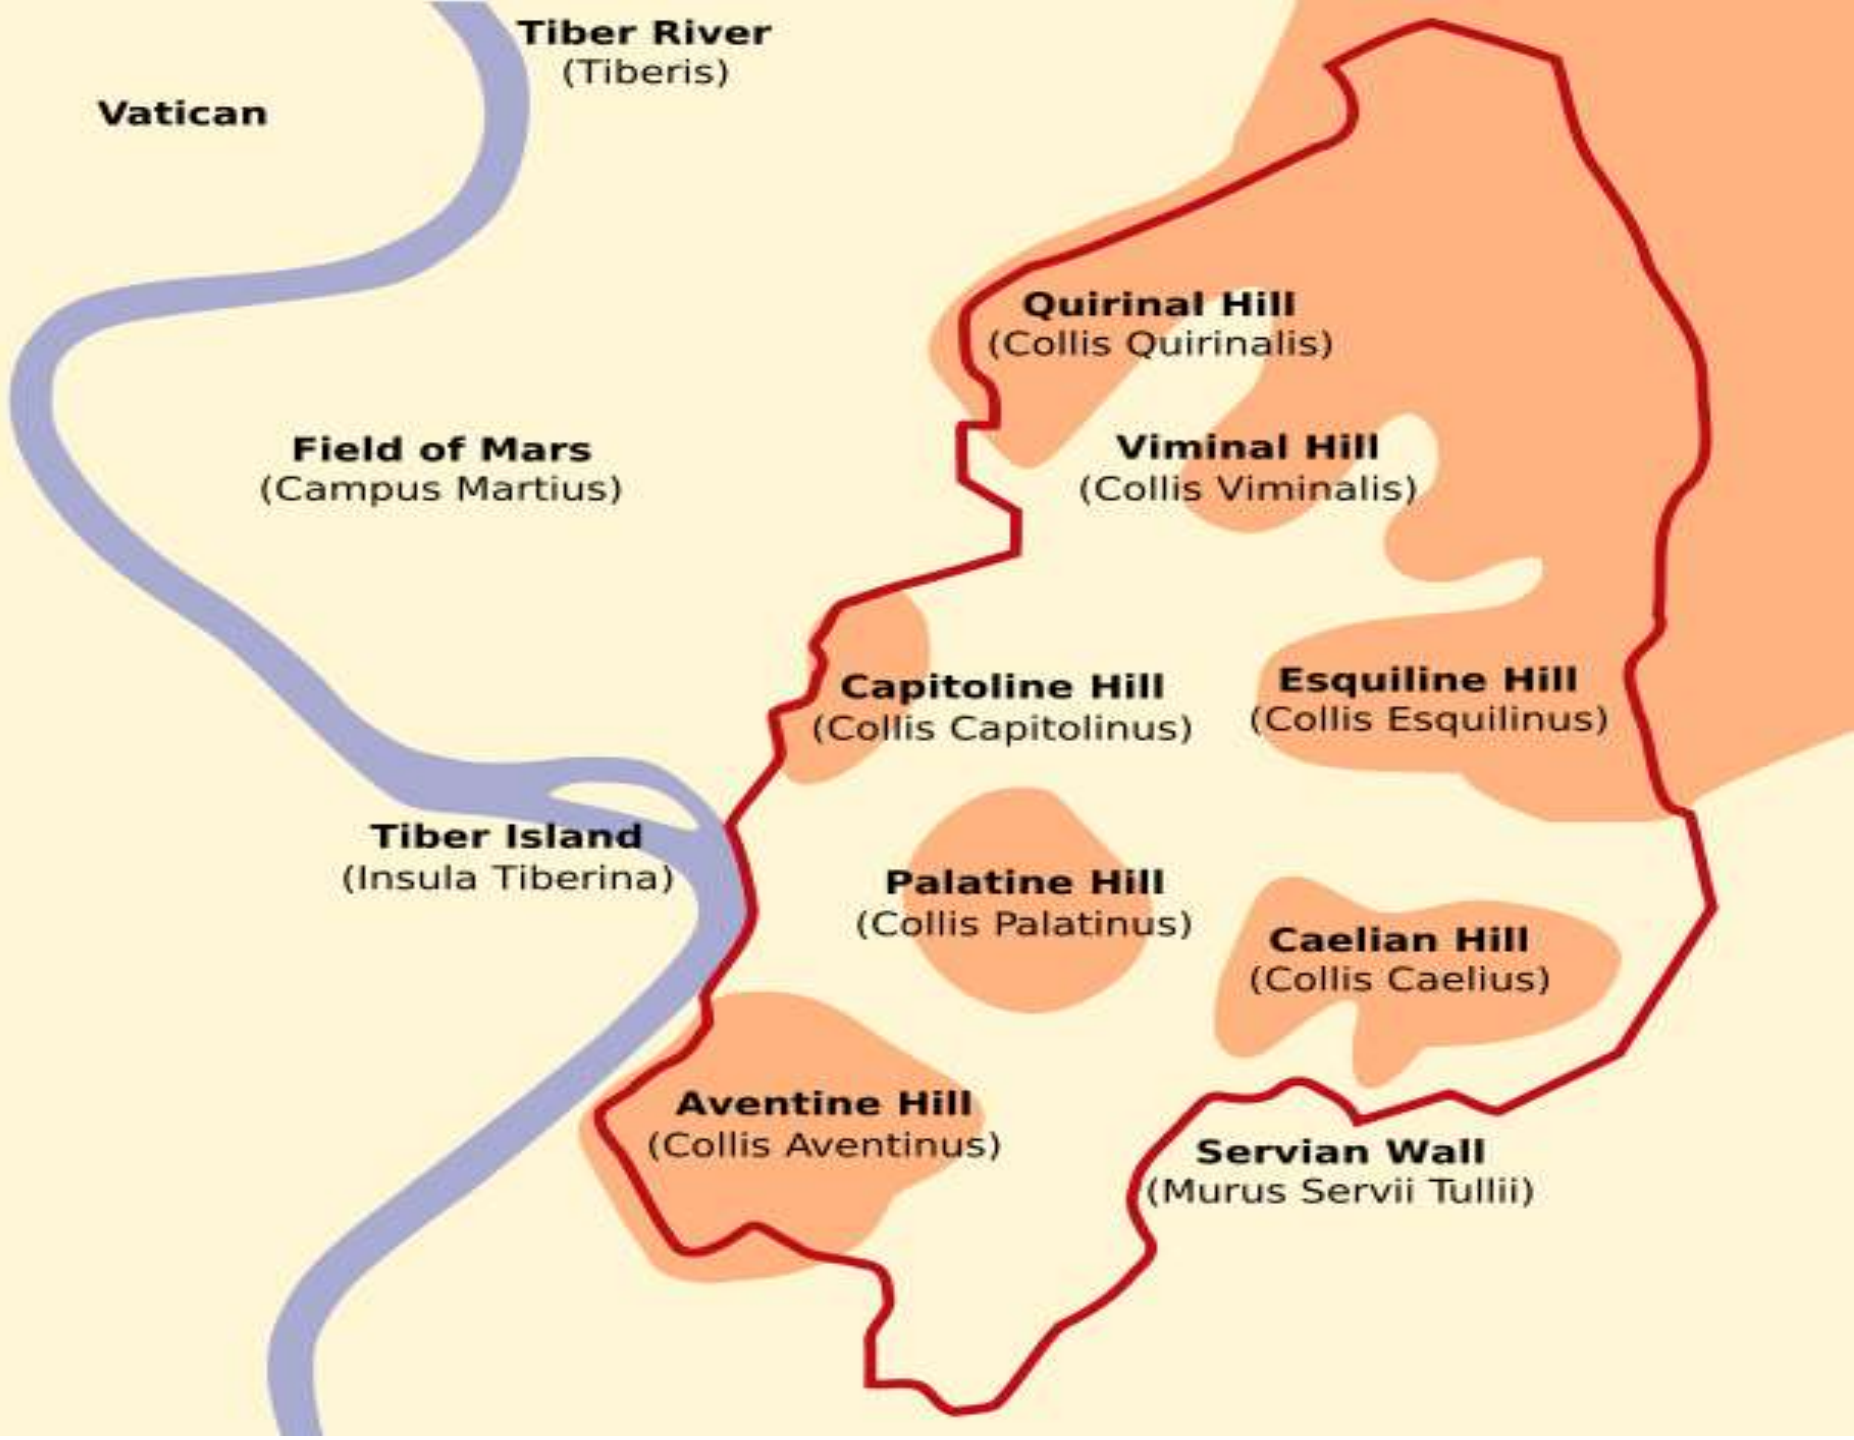 Tiber River
(Tiberis)
Vatican
Quirinal Hill
(Collis Quirinalis)
Field of Mars
(Campus Martius)
Viminal Hill
(Collis Viminalis)
Capitoline Hill
(Collis Capitolinus)
Esquiline Hill
(Collis Esquilinus)
Tiber Island
(Insula Tiberina)
Palatine Hill
(Collis Palatinus)
Caelian Hill
(Collis Caelius)
Aventine Hill
(Collis Aventinus)
Servian Wall
(Murus Servii Tullii)